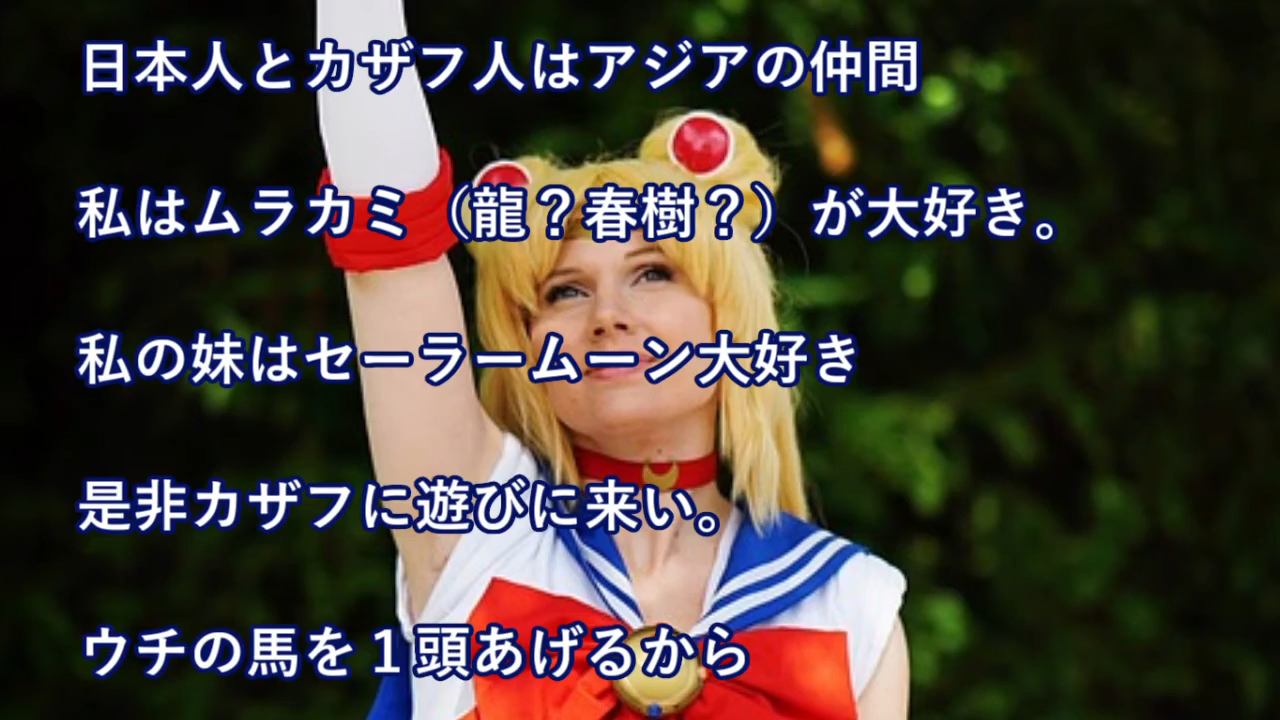 日本人とカザフ人はアジアの仲間
私はムラカミ（龍？春樹？）が大好き。
私の妹はセーラームーン大好き
是非カザフに遊びに来い。
ウチの馬を１頭あげるから